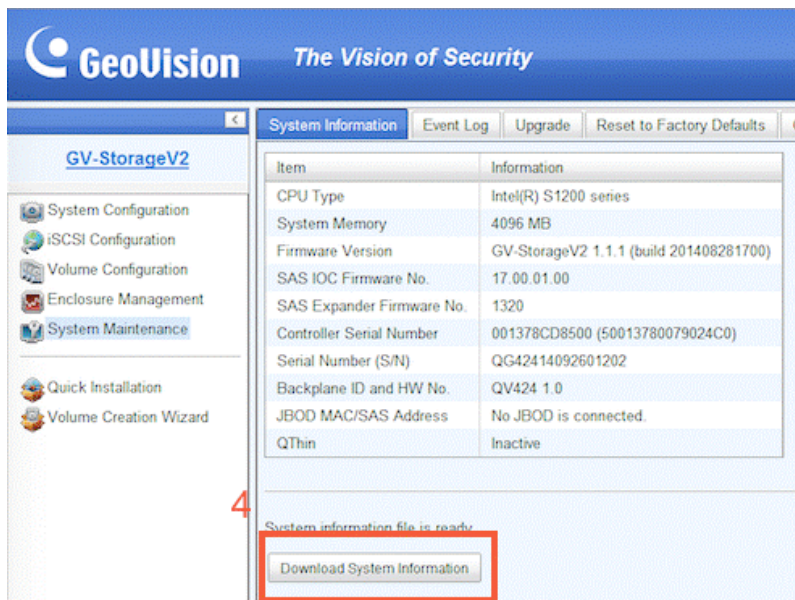 GeoVision The Vision of Security
GV-StorageV2
System Configuration
iSCSI Configuration
Volume Configuration
Enclosure Management
System Maintenance
Quick Installation
Volume Creation Wizard
System Information Event Log Upgrade Reset to Factory Defaults
Item Information
CPU Type Intel(R) S1200 series
System Memory 4096 MB
Firmware Version GV-StorageV2 1.1.1 (build 201408281700)
SAS IOC Firmware No. 17.00.01.00
SAS Expander Firmware No. 1320
Controller Serial Number 001378CD8500 (50013780079024C0)
Serial Number (S/N) QG42414092601202
Backplane ID and HW No. QV424 1.0
JBOD MAC/SAS Address No JBOD is connected.
QThin Inactive
4
System information file is ready
Download System Information